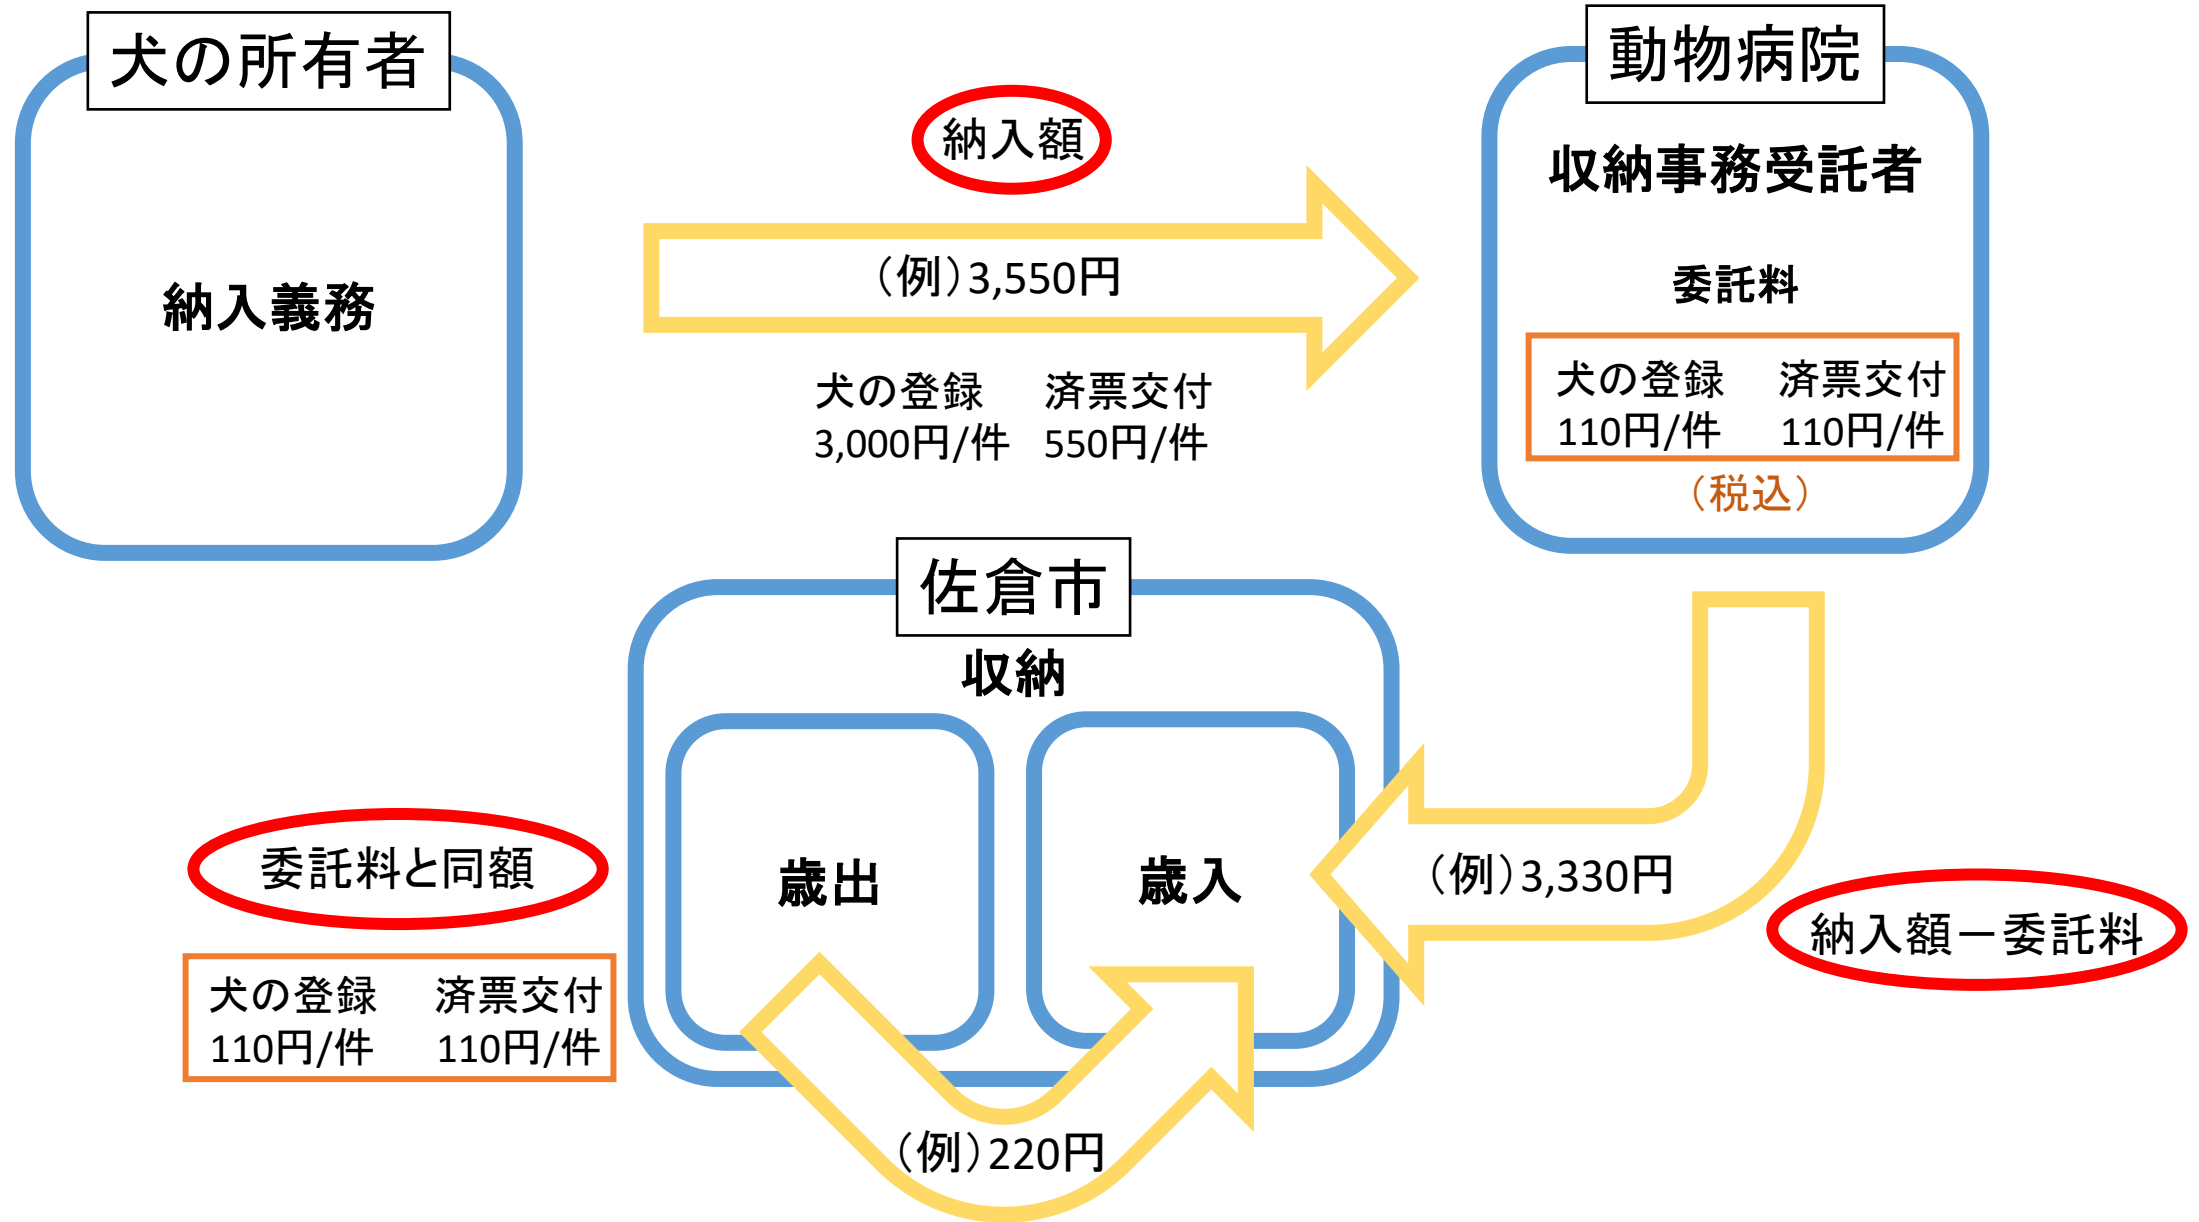 犬の所有者
納入義務
納入額
（例）3,550円
犬の登録 済票交付
3,000円/件 550円/件
動物病院
収納事務受託者
委託料
犬の登録 済票交付
110円/件 110円/件
（税込）
佐倉市
収納
歳出
歳入
（例）3,330円
納入額－委託料
委託料と同額
犬の登録 済票交付
110円/件 110円/件
（例）220円